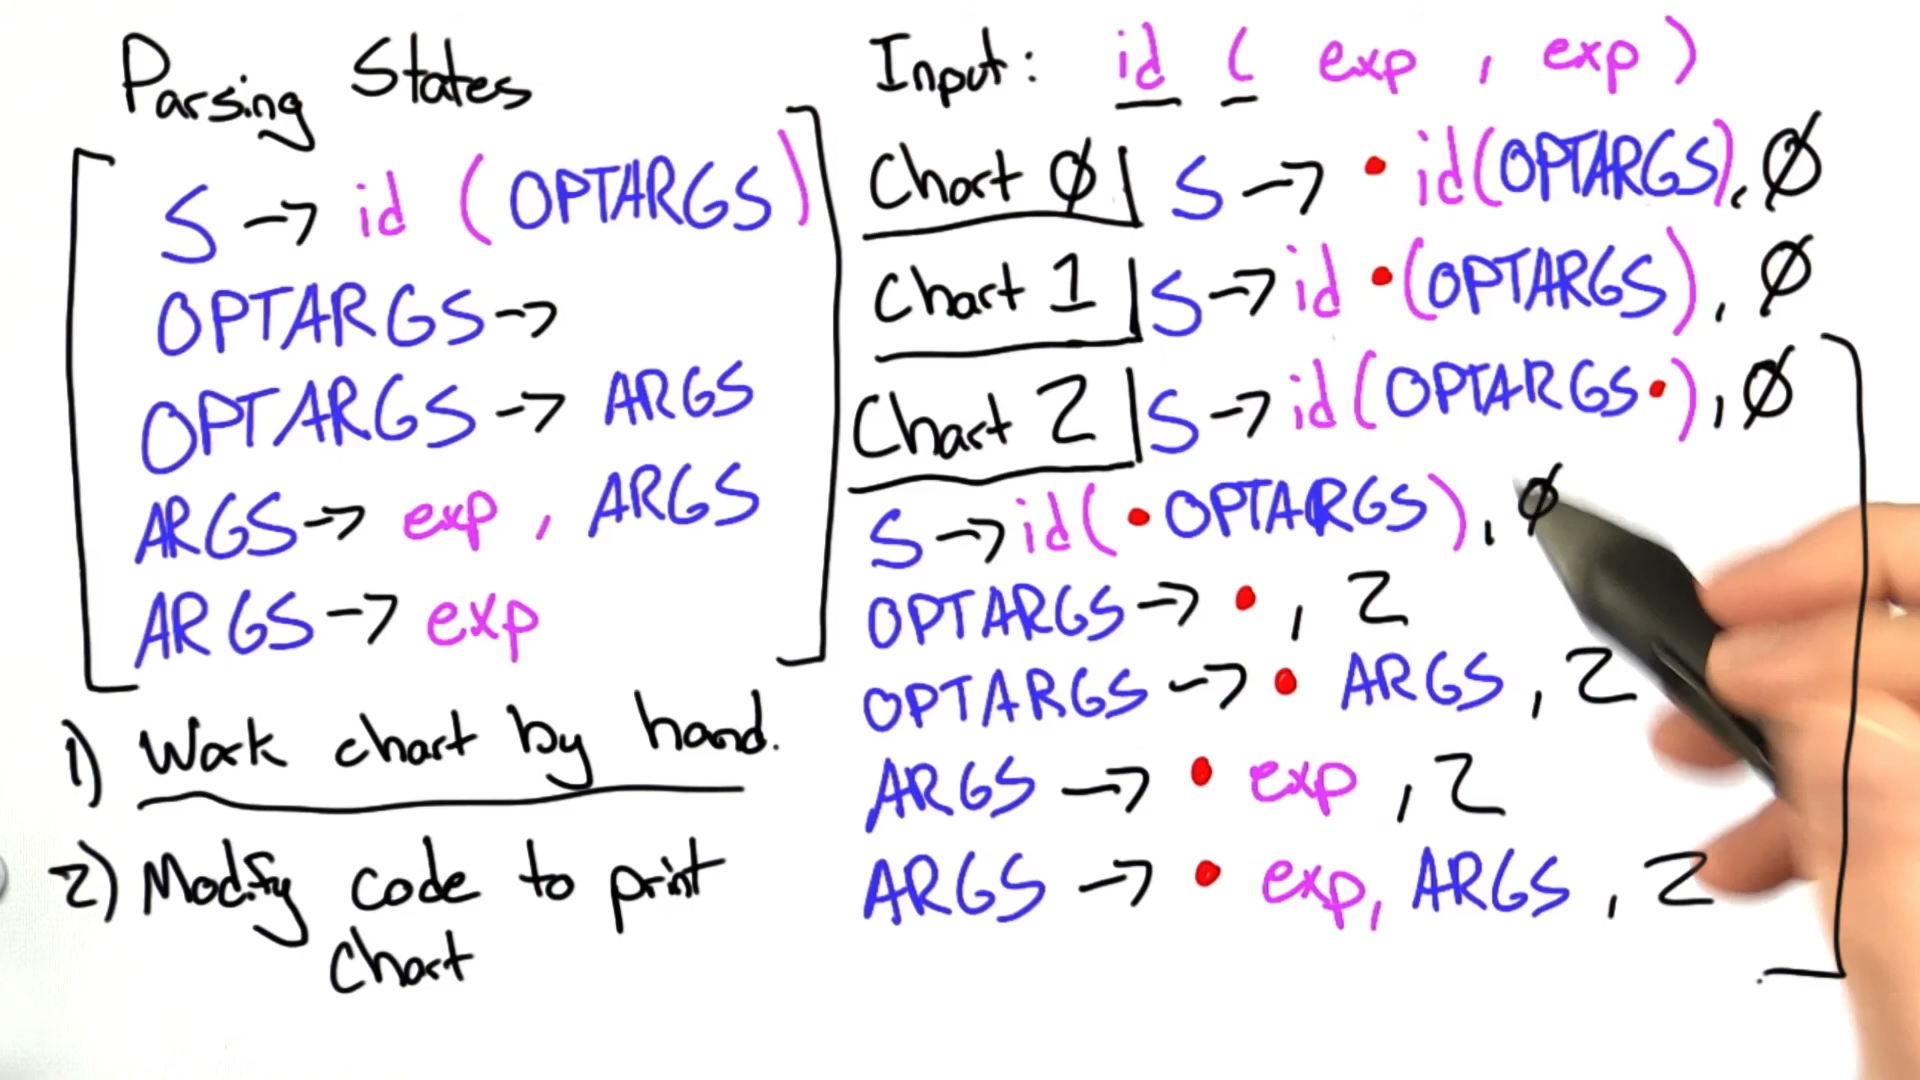 Parsing States
S → id ( OPTARGS )
OPTARGS →
OPTARGS → ARGS
ARGS → exp , ARGS
ARGS → exp
1) Work chart by hand.
2) Modify code to print
Chart
Input: id ( exp , exp )
Chart Ø S → • id(OPTARGS), Ø
Chart 1 S → id •(OPTARGS), Ø
Chart 2 S → id(OPTARGS•), Ø
S → id( • OPTARGS), Ø
OPTARGS → • , 2
OPTARGS → • ARGS , 2
ARGS → • exp , 2
ARGS → • exp, ARGS , 2